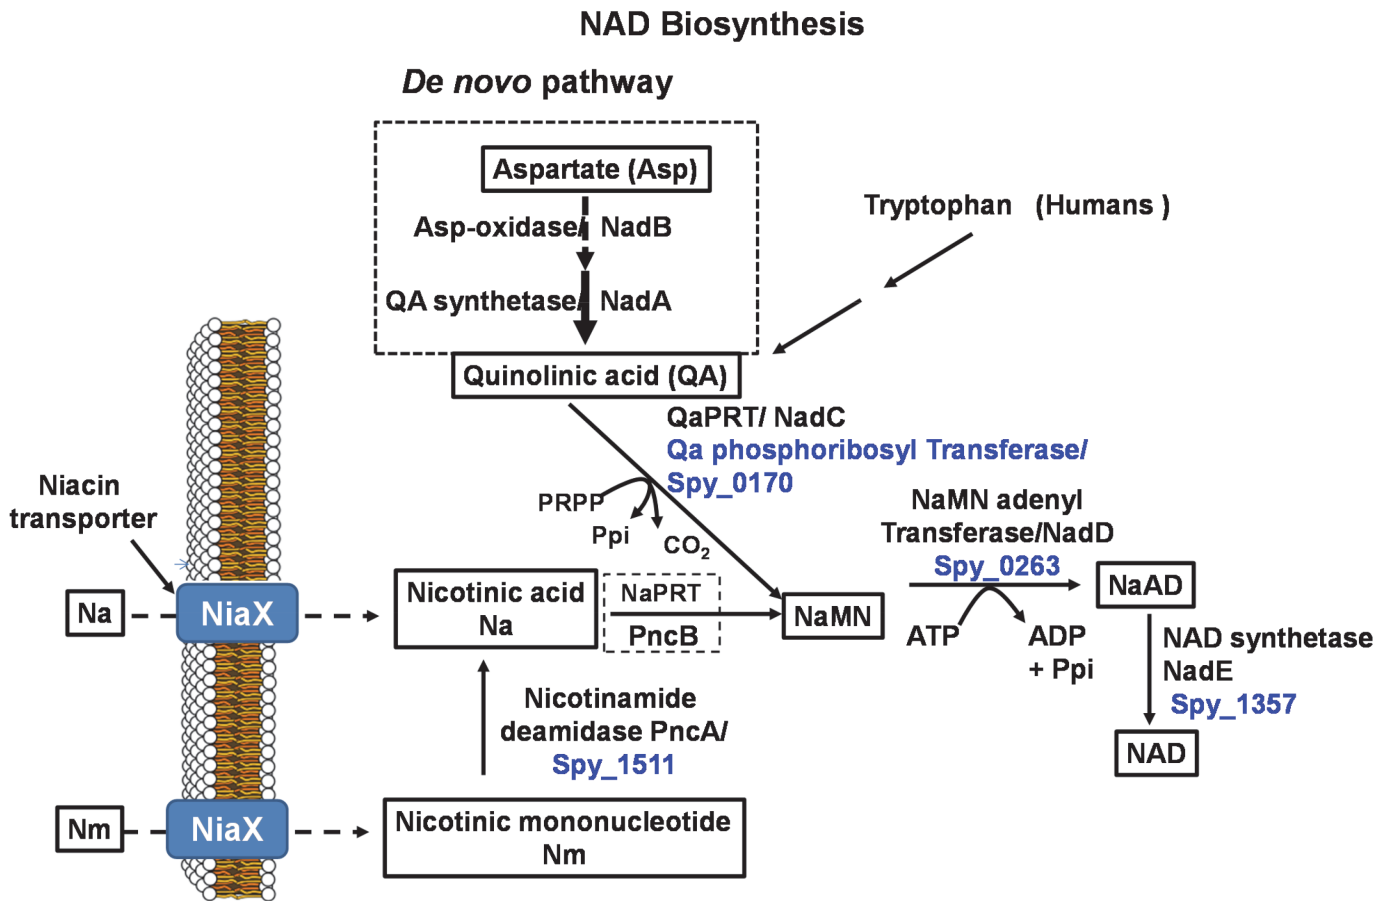 NAD Biosynthesis
De novo pathway
Aspartate (Asp)
Asp-oxidase/ NadB
QA synthetase/ NadA
Tryptophan (Humans )
Quinolinic acid (QA)
QaPRT/ NadC
Qa phosphoribosyl Transferase/
Spy_0170
PRPP
Ppi
CO2
Niacin
transporter
Na
NiaX
Nicotinic acid
Na
NaPRT
PncB
NaMN
NaMN adenyl
Transferase/NadD
Spy_0263
ATP
ADP
+ Ppi
NaAD
NAD synthetase
NadE
Spy_1357
NAD
Nicotinamide
deamidase PncA/
Spy_1511
Nm
NiaX
Nicotinic mononucleotide
Nm